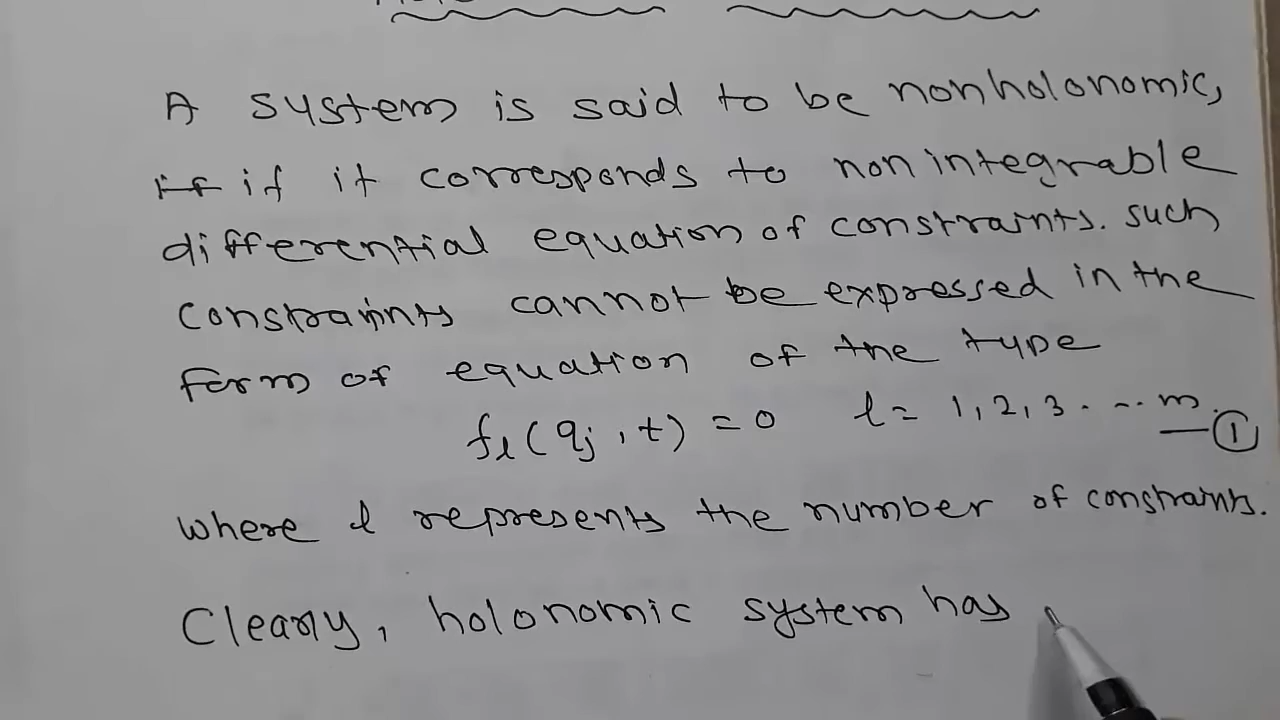 A system is said to be nonholonomic,
if if it corresponds to non integrable
differential equation of constraints. such
constraints cannot be expressed in the
form of equation of the type
fₗ(qⱼ, t) = 0 l = 1, 2, 3 . ... m. — ①
where l represents the number of constraints.
Clearly, holonomic system has